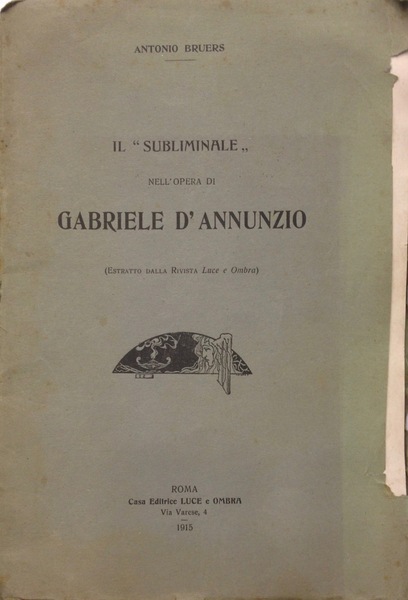 ANTONIO BRUERS
IL “ SUBLIMINALE „
NELL'OPERA DI
GABRIELE D'ANNUNZIO
(ESTRATTO DALLA RIVISTA Luce e Ombra)
ROMA
Casa Editrice LUCE e OMBRA
Via Varese, 4
1915